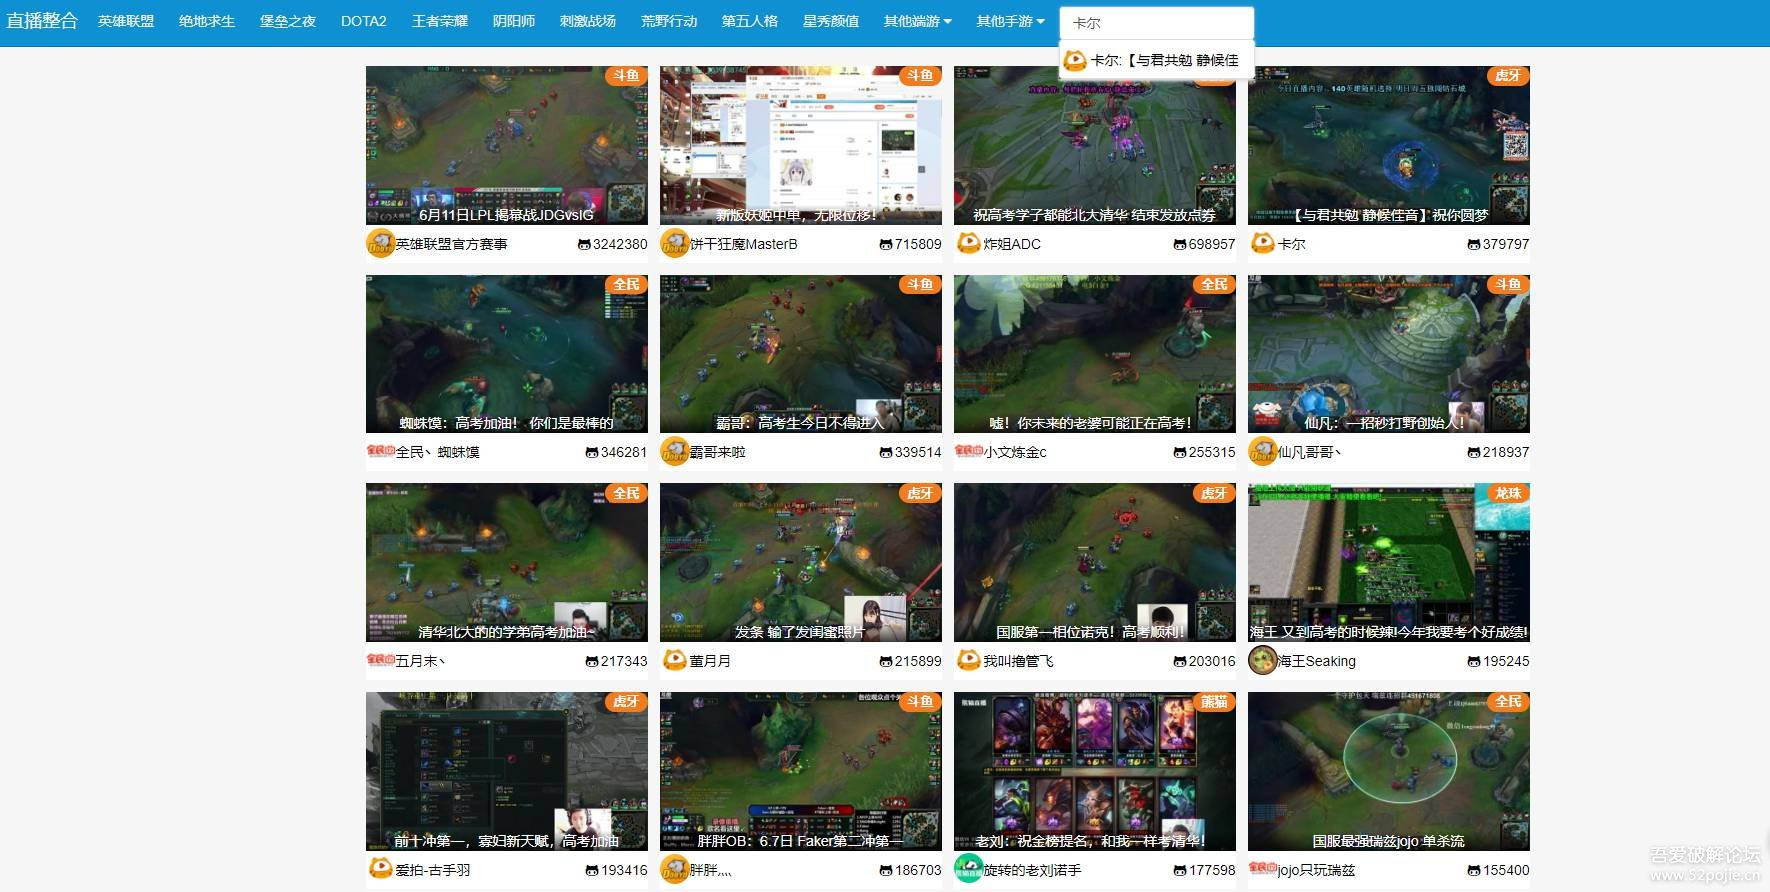 直播整合 英雄联盟 绝地求生 堡垒之夜 DOTA2 王者荣耀 阴阳师 刺激战场 荒野行动 第五人格 星秀颜值 其他端游 其他手游 卡尔
卡尔:【与君共勉 静候佳
斗鱼 斗鱼 虎牙
今日直播内容:140英雄随机选择
6月11日LPL揭幕战JDGvsIG 新版妖姬中单，无限位移！ 祝高考学子都能北大清华 结束发放点券 【与君共勉 静候佳音】祝你圆梦
英雄联盟官方赛事 3242380 饼干狂魔MasterB 715809 炸姐ADC 698957 卡尔 379797
全民 斗鱼 全民 斗鱼
蜘蛛馍：高考加油！ 你们是最棒的 霸哥：高考生今日不得进入 嘘！你未来的老婆可能正在高考！ 仙凡：一招秒打野创始人！
全民丶蜘蛛馍 346281 霸哥来啦 339514 小文炼金c 255315 仙凡哥哥丶 218937
全民 虎牙 虎牙 龙珠
清华北大的的学弟高考加油~ 发条 输了发闺蜜照片 国服第一相位诺克！高考顺利！ 海王 又到高考的时候辣!今年我要考个好成绩!
五月末丶 217343 董月月 215899 我叫撸管飞 203016 海王Seaking 195245
虎牙 斗鱼 熊猫 全民
前十冲第一，寡妇新天赋，高考加油 胖胖OB：6.7日 Faker第二冲第一 老刘：祝金榜提名，和我一样考清华！ 国服最强瑞兹jojo 单杀流
爱拍-古手羽 193416 胖胖灬 186703 旋转的老刘诺手 177598 jojo只玩瑞兹 155400
吾爱破解论坛
www.52pojie.cn